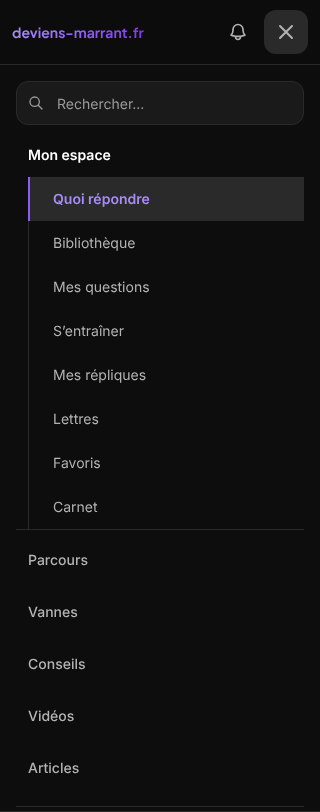 deviens-marrant.fr
Rechercher...
Mon espace
Quoi répondre
Bibliothèque
Mes questions
S’entraîner
Mes répliques
Lettres
Favoris
Carnet
Parcours
Vannes
Conseils
Vidéos
Articles